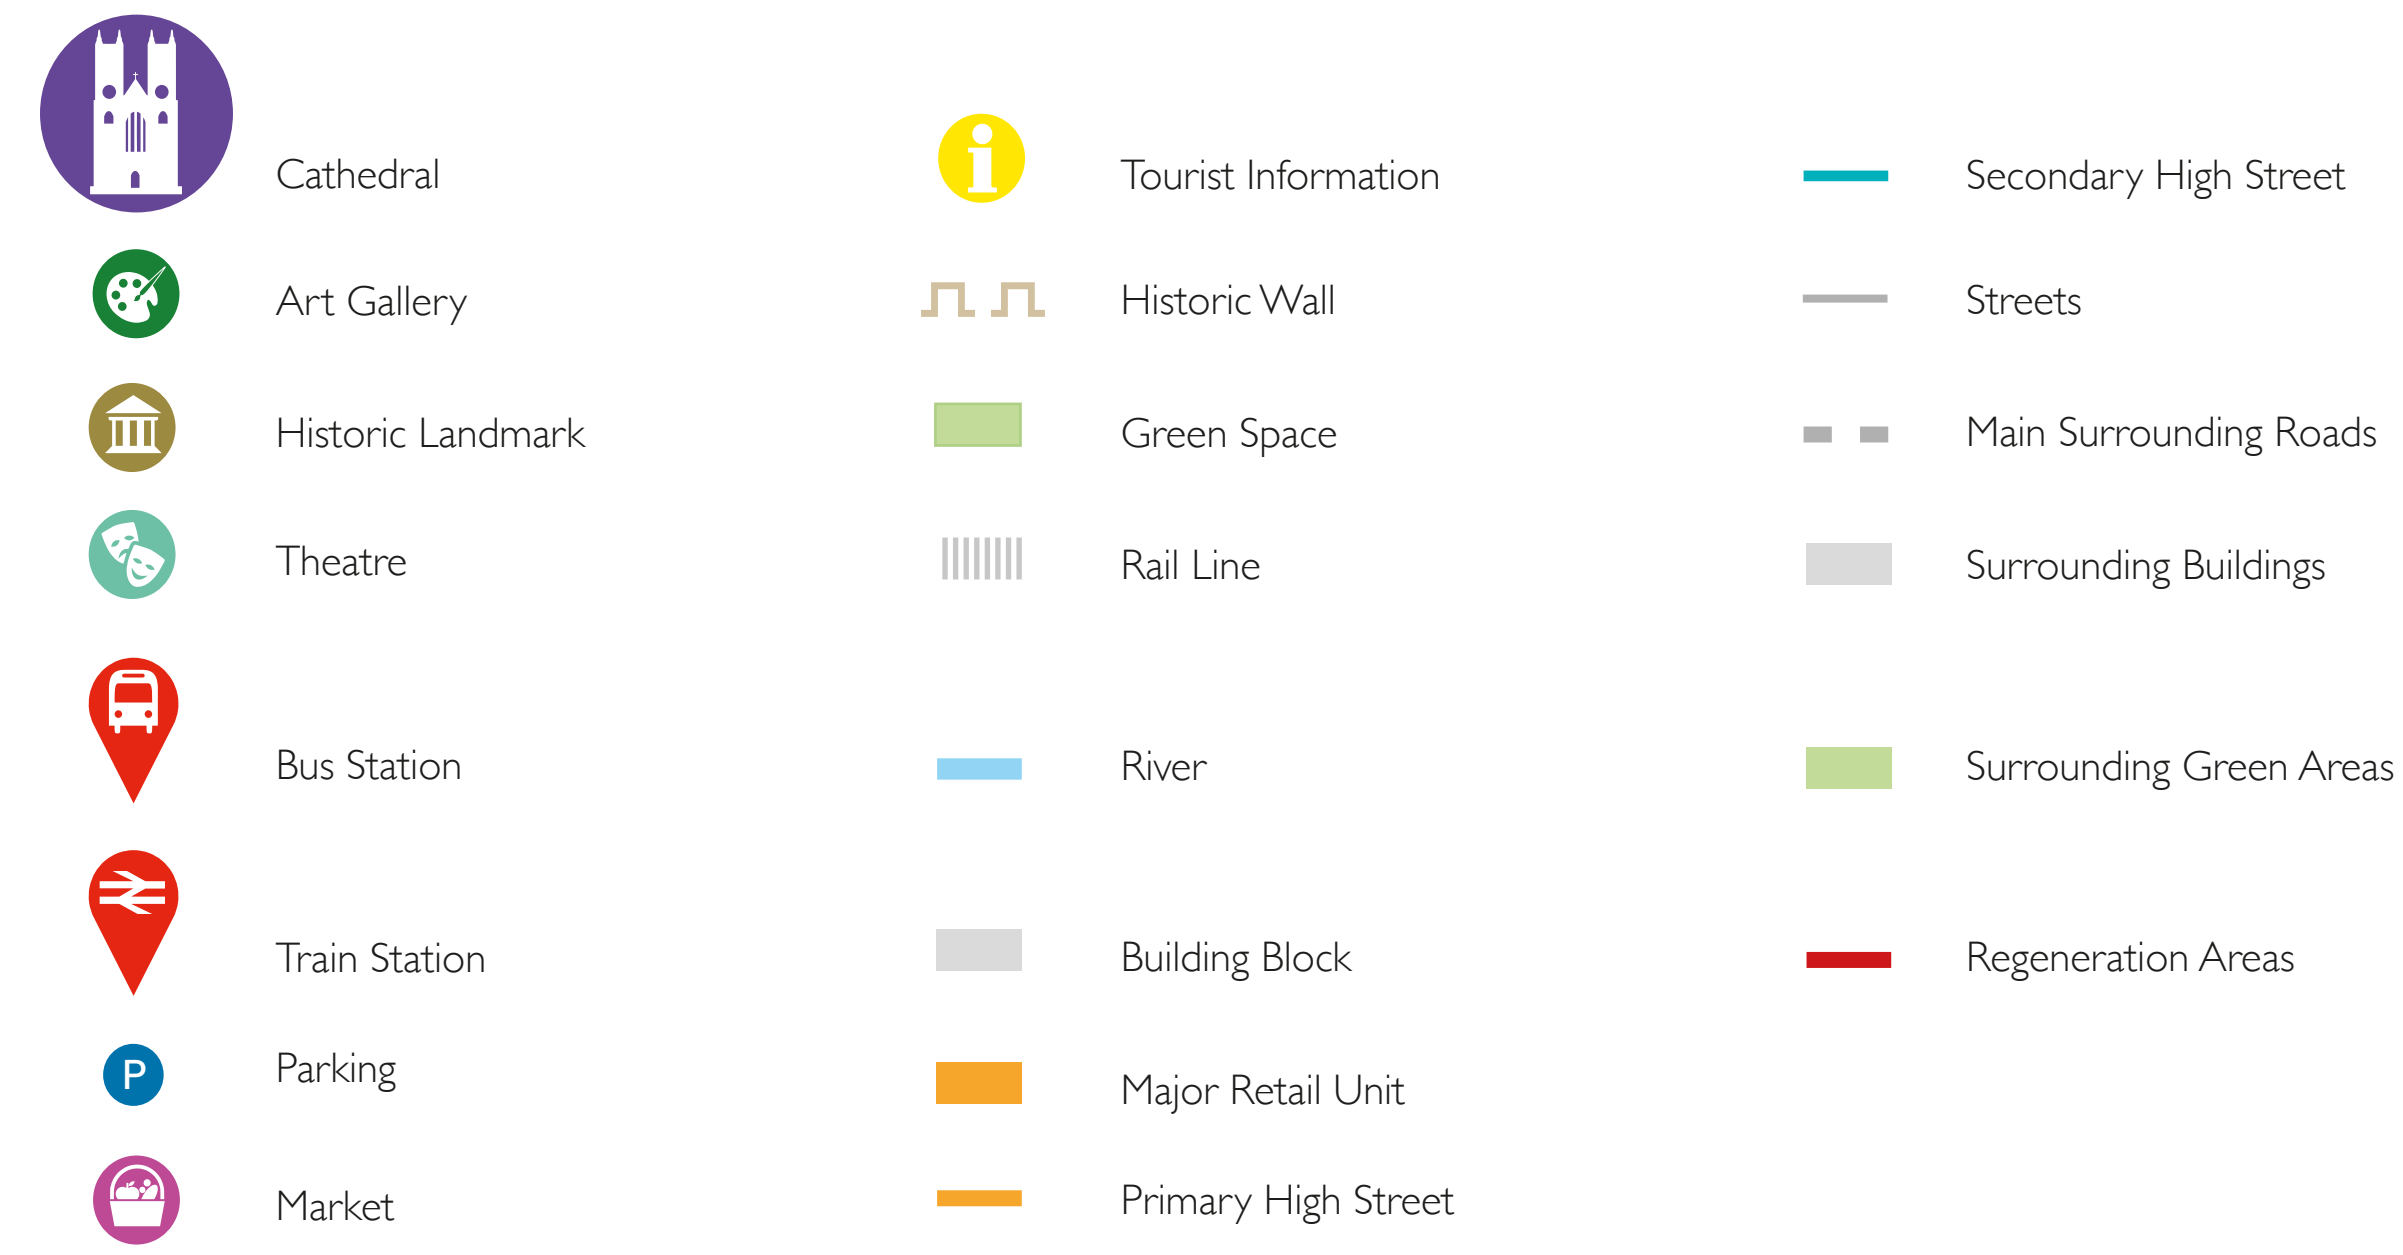 Cathedral
Art Gallery
Historic Landmark
Theatre
Bus Station
Train Station
P
Parking
Market
i
Tourist Information
Historic Wall
Green Space
Rail Line
River
Building Block
Major Retail Unit
Primary High Street
Secondary High Street
Streets
Main Surrounding Roads
Surrounding Buildings
Surrounding Green Areas
Regeneration Areas